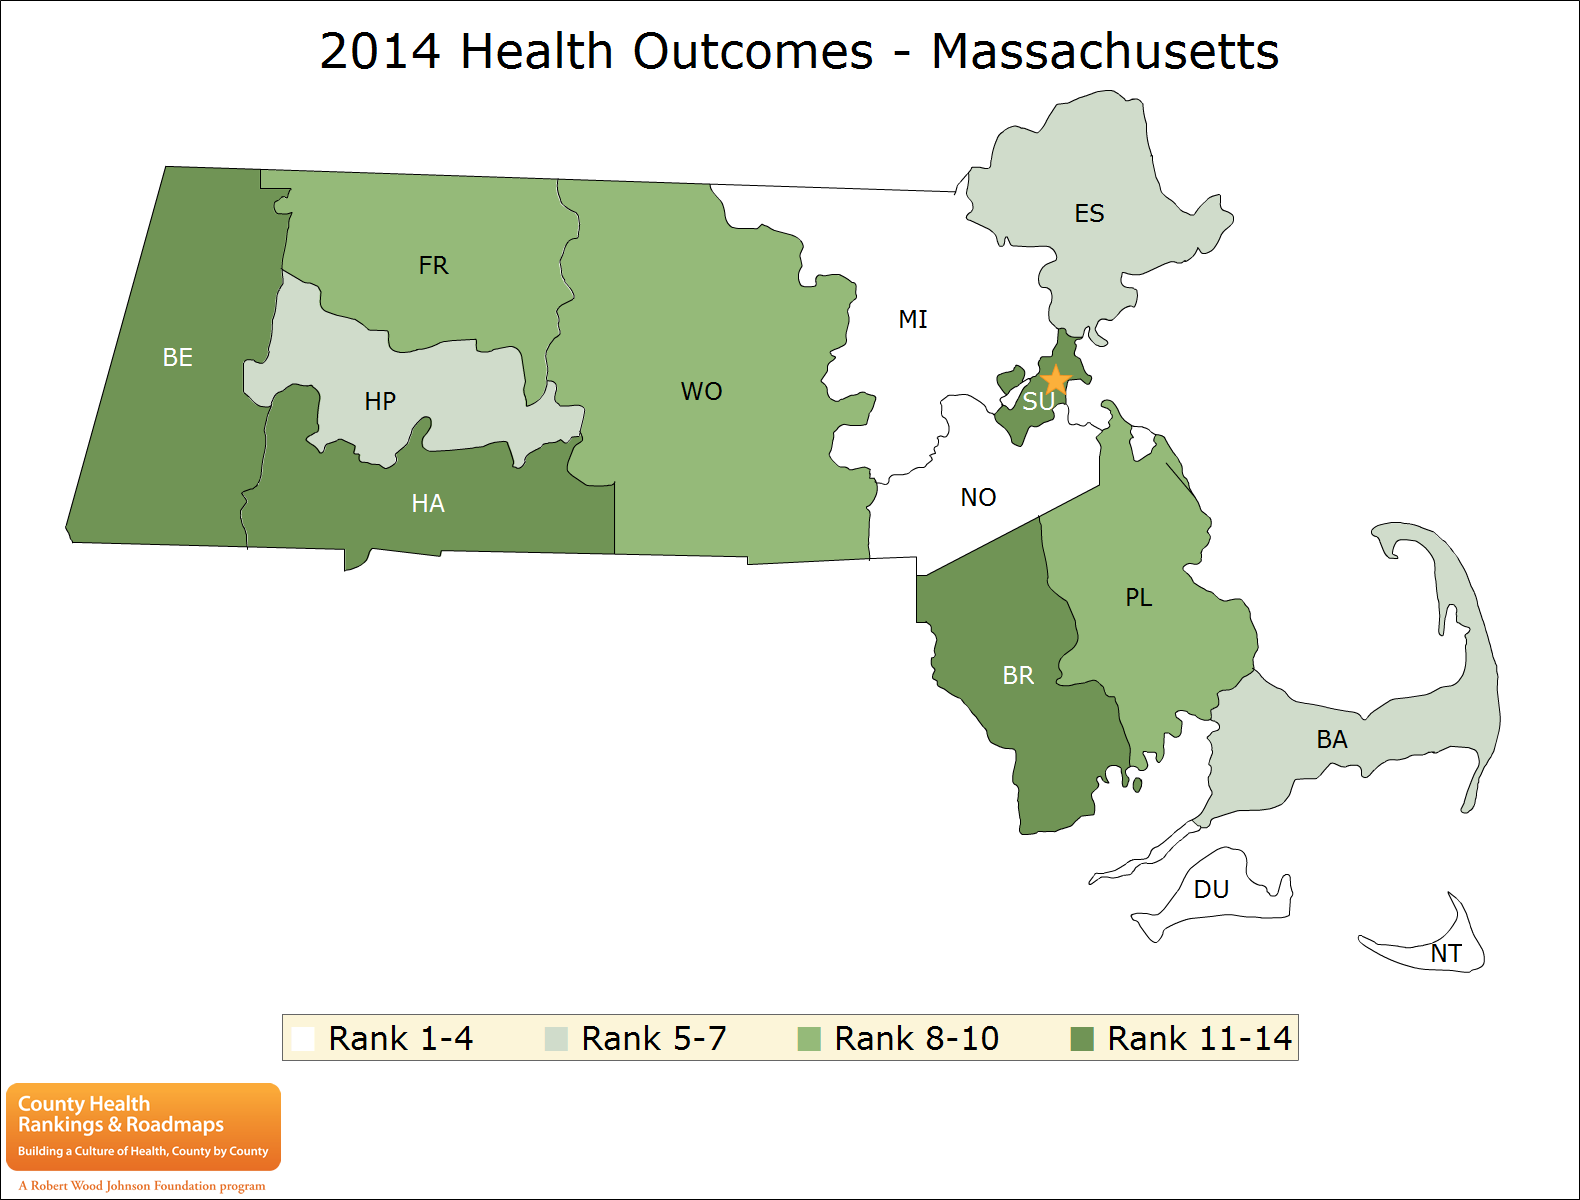 2014 Health Outcomes - Massachusetts
ES
FR
MI
BE
WO
HP
SU
NO
HA
PL
BR
BA
DU
NT
Rank 1-4 Rank 5-7 Rank 8-10 Rank 11-14
County Health
Rankings & Roadmaps
Building a Culture of Health, County by County
A Robert Wood Johnson Foundation program